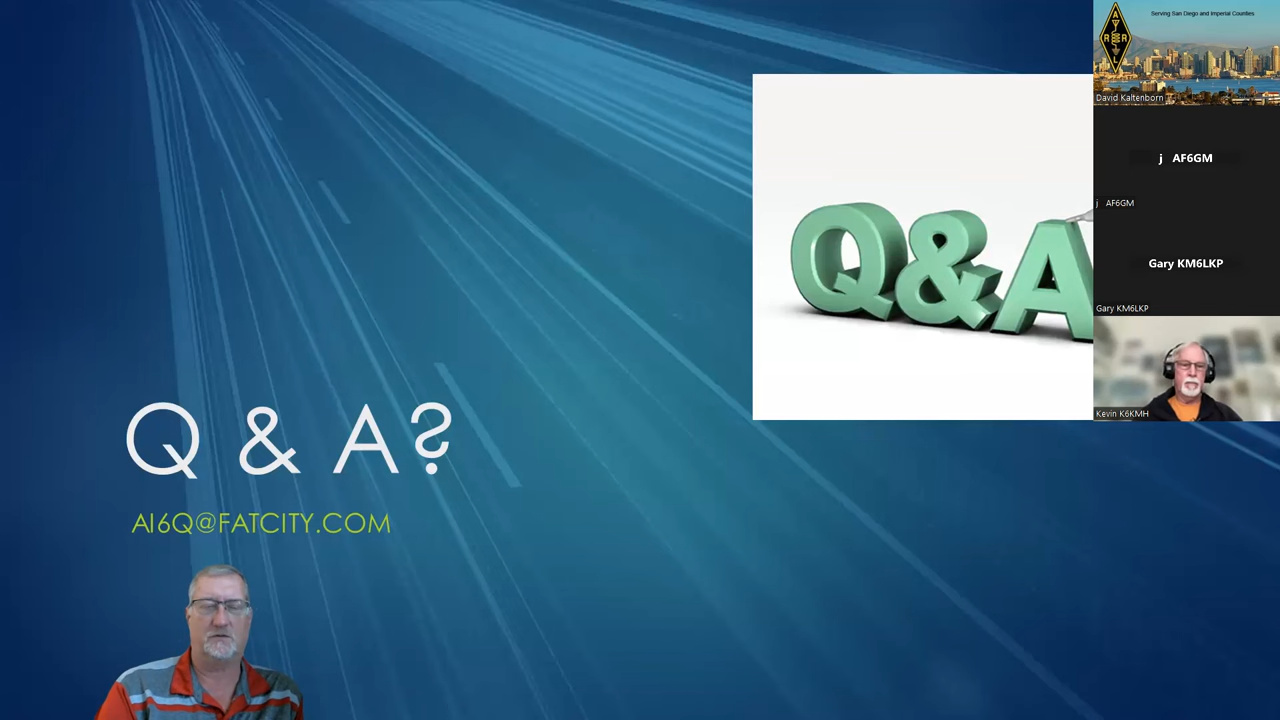 Q & A?
AI6Q@FATCITY.COM
Q&A
Serving San Diego and Imperial Counties
A
R R
L
David Kaltenborn
j AF6GM
j AF6GM
Gary KM6LKP
Gary KM6LKP
Kevin K6KMH